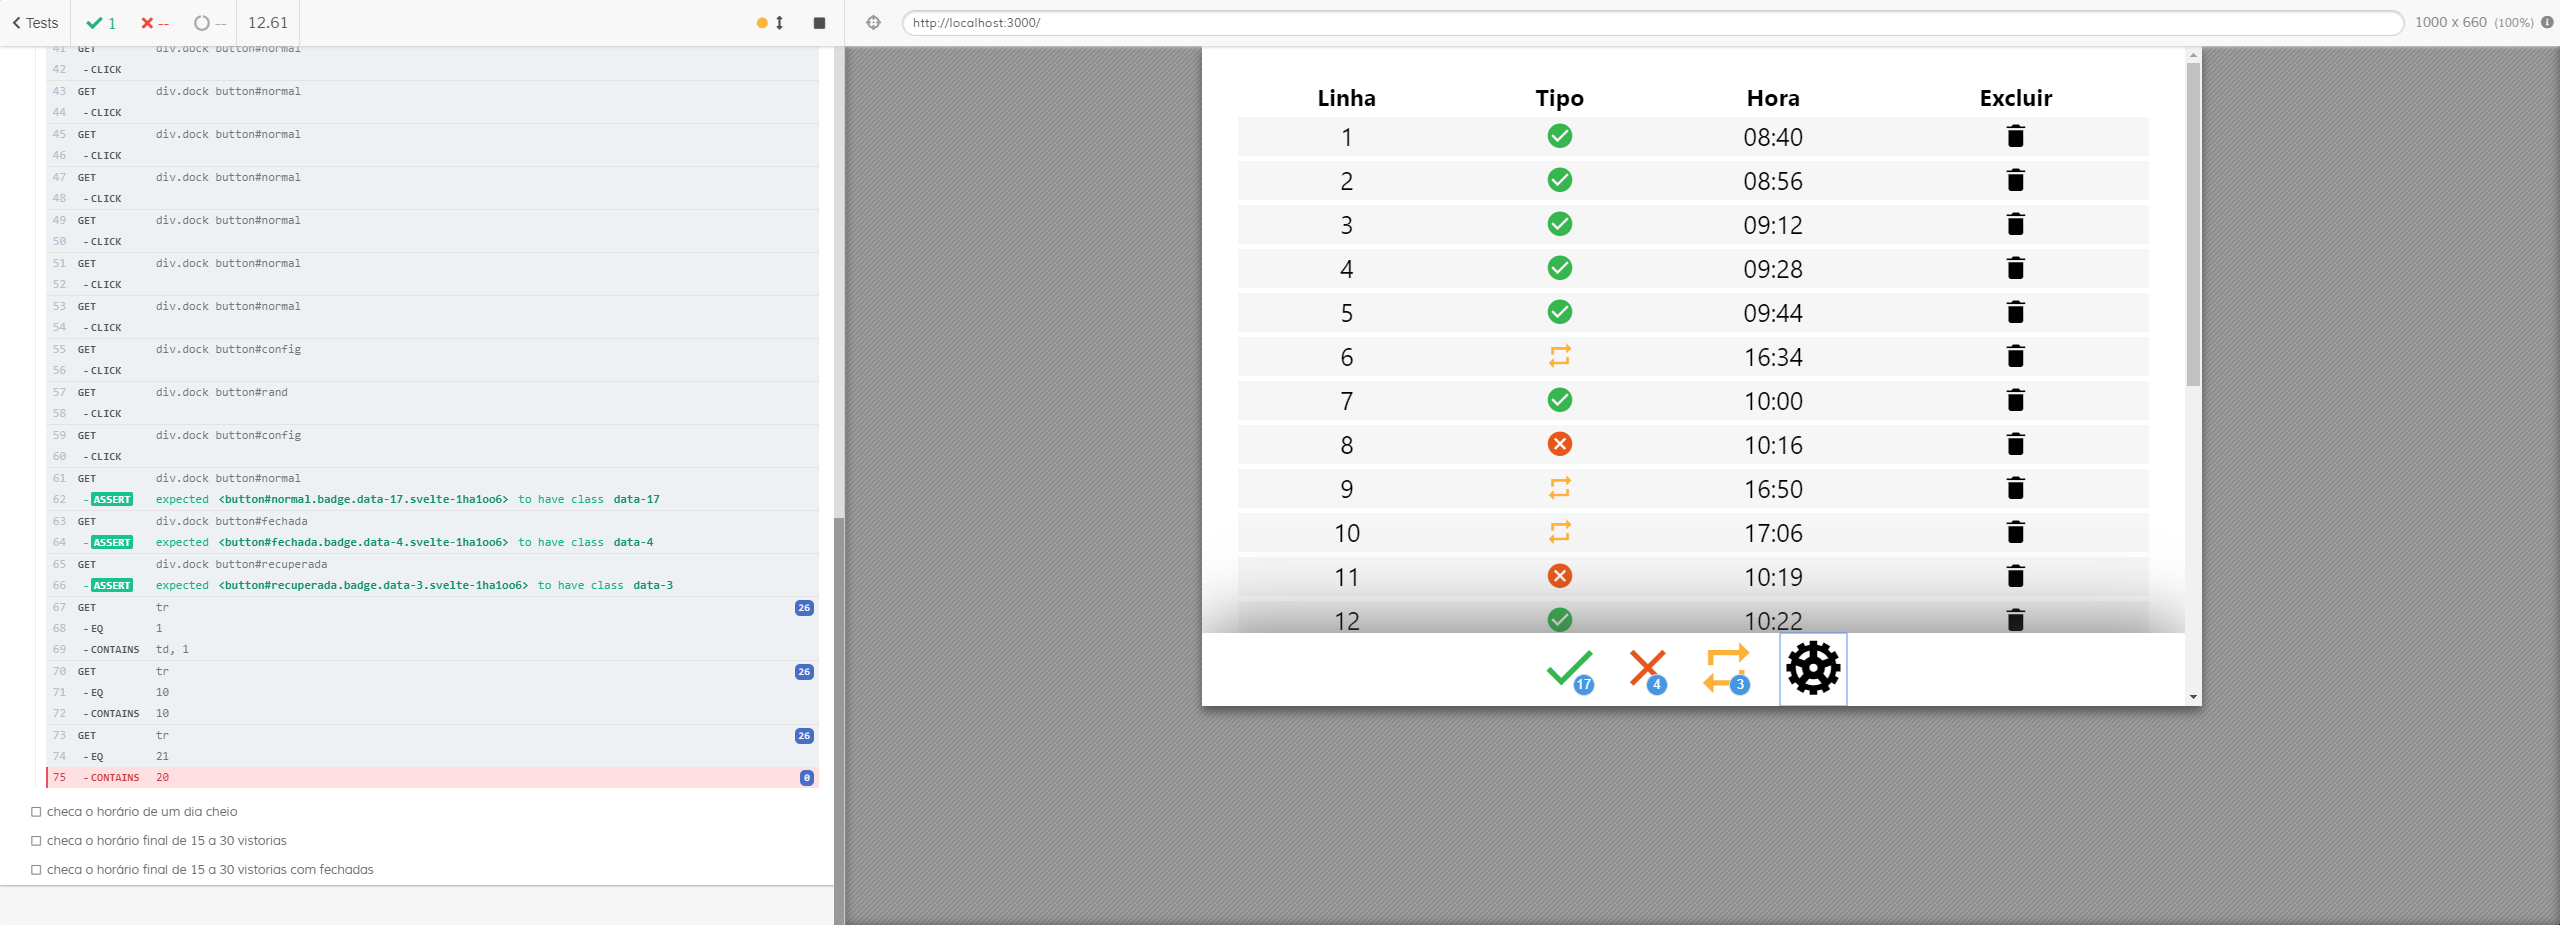 Tests 1 -- -- 12.61
http://localhost:3000/
1000 x 660 (100%)
41 GET div.dock button#normal
42 -CLICK
43 GET div.dock button#normal
44 -CLICK
45 GET div.dock button#normal
46 -CLICK
47 GET div.dock button#normal
48 -CLICK
49 GET div.dock button#normal
50 -CLICK
51 GET div.dock button#normal
52 -CLICK
53 GET div.dock button#normal
54 -CLICK
55 GET div.dock button#config
56 -CLICK
57 GET div.dock button#rand
58 -CLICK
59 GET div.dock button#config
60 -CLICK
61 GET div.dock button#normal
62 -ASSERT expected <button#normal.badge.data-17.svelte-1ha1oo6> to have class data-17
63 GET div.dock button#fechada
64 -ASSERT expected <button#fechada.badge.data-4.svelte-1ha1oo6> to have class data-4
65 GET div.dock button#recuperada
66 -ASSERT expected <button#recuperada.badge.data-3.svelte-1ha1oo6> to have class data-3
67 GET tr 26
68 -EQ 1
69 -CONTAINS td, 1
70 GET tr 26
71 -EQ 10
72 -CONTAINS 10
73 GET tr 26
74 -EQ 21
75 -CONTAINS 20 0
checa o horário de um dia cheio
checa o horário final de 15 a 30 vistorias
checa o horário final de 15 a 30 vistorias com fechadas
Linha Tipo Hora Excluir
1 08:40
2 08:56
3 09:12
4 09:28
5 09:44
6 16:34
7 10:00
8 10:16
9 16:50
10 17:06
11 10:19
12 10:22
17 4 3